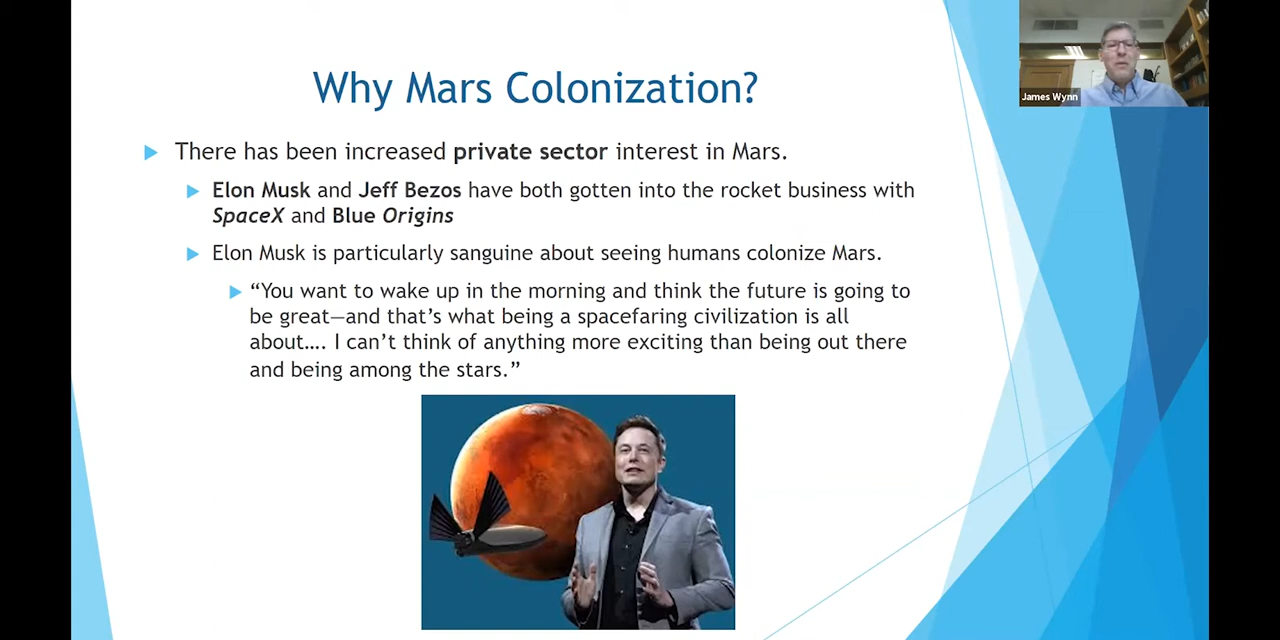 Why Mars Colonization?
James Wynn
There has been increased private sector interest in Mars.
Elon Musk and Jeff Bezos have both gotten into the rocket business with
SpaceX and Blue Origins
Elon Musk is particularly sanguine about seeing humans colonize Mars.
“You want to wake up in the morning and think the future is going to
be great—and that’s what being a spacefaring civilization is all
about…. I can’t think of anything more exciting than being out there
and being among the stars.”